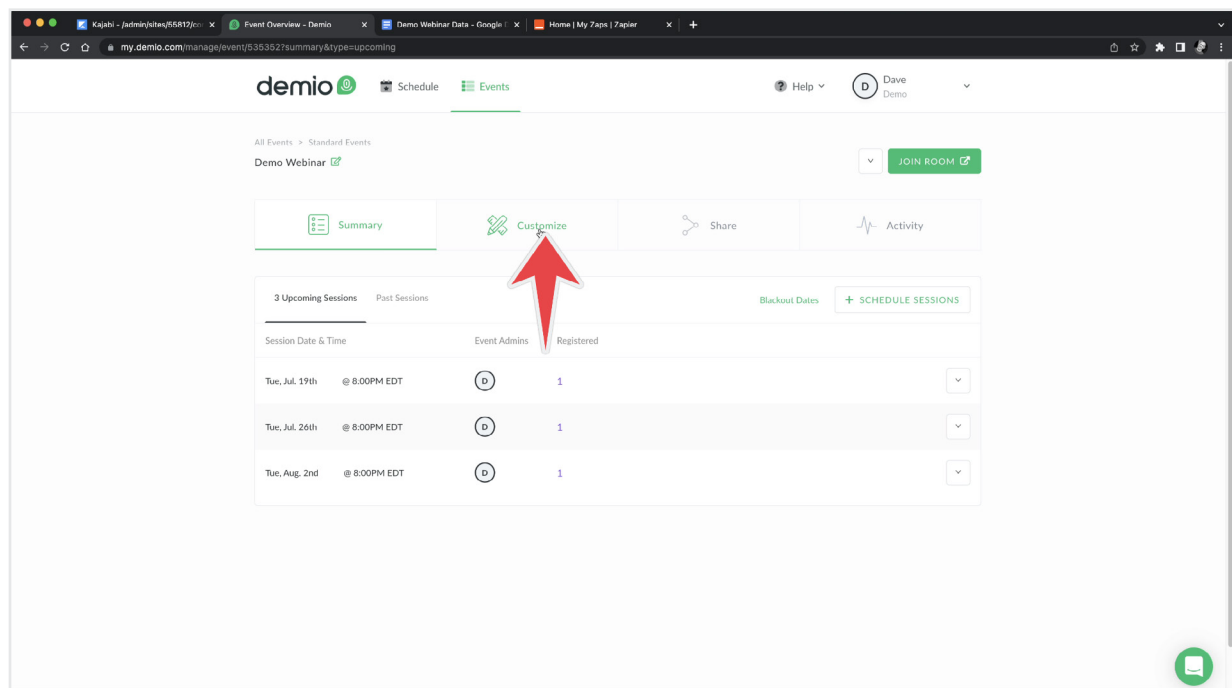 Kajabi - /admin/sites/55812/co
Event Overview - Demio
Demo Webinar Data - Google
Home | My Zaps | Zapier
my.demio.com/manage/event/535352?summary&type=upcoming
demio
Schedule
Events
Help
D
Dave
Demo
All Events > Standard Events
Demo Webinar
JOIN ROOM
Summary
Customize
Share
Activity
3 Upcoming Sessions
Past Sessions
Blackout Dates
+ SCHEDULE SESSIONS
Session Date & Time
Event Admins
Registered
Tue, Jul. 19th @ 8:00PM EDT D 1
Tue, Jul. 26th @ 8:00PM EDT D 1
Tue, Aug. 2nd @ 8:00PM EDT D 1